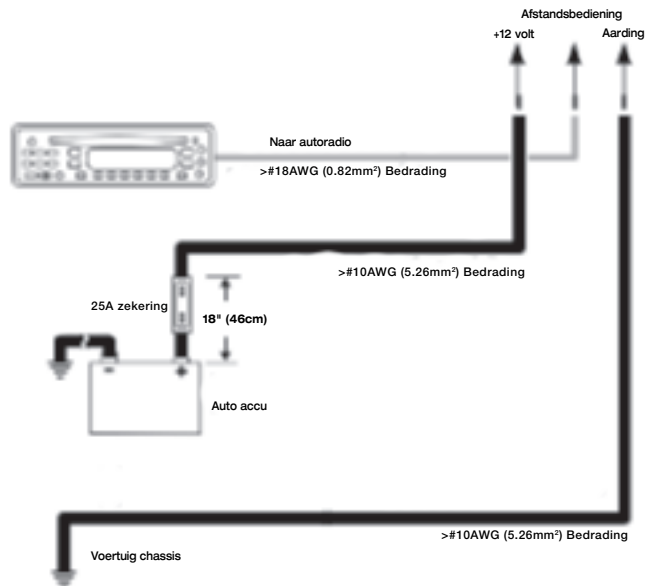 Afstandsbediening
+12 volt
Aarding
Naar autoradio
>#18AWG (0.82mm²) Bedrading
>#10AWG (5.26mm²) Bedrading
25A zekering
18" (46cm)
- +
Auto accu
>#10AWG (5.26mm²) Bedrading
Voertuig chassis